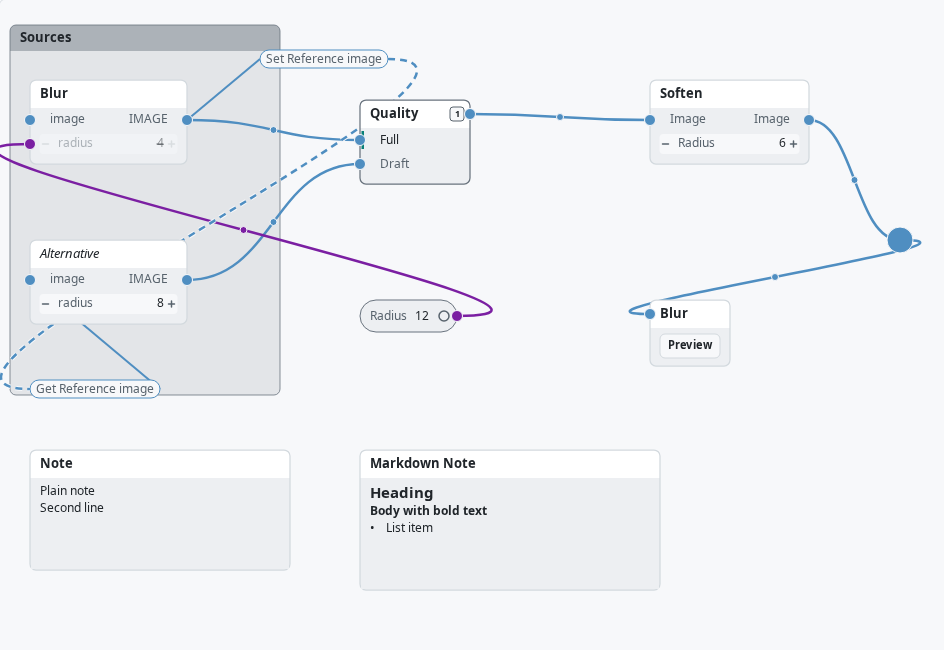 Sources
Set Reference image
Blur
image IMAGE
− radius 4 +
Quality 1
Full
Draft
Soften
Image Image
− Radius 6 +
Alternative
image IMAGE
− radius 8 +
Radius 12
Blur
Preview
Get Reference image
Note
Plain note
Second line
Markdown Note
Heading
Body with bold text
• List item